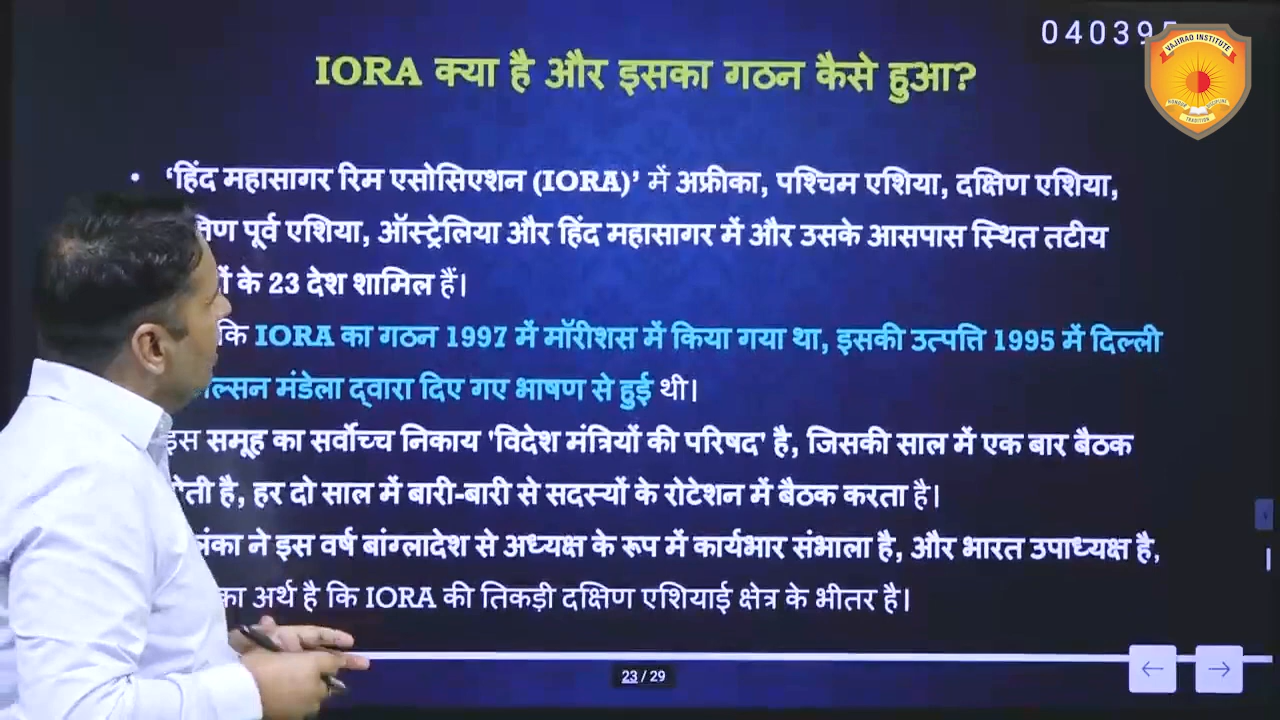 040395
VAJIRAO INSTITUTE
TRADITION
IORA क्या है और इसका गठन कैसे हुआ?
• ‘हिंद महासागर रिम एसोसिएशन (IORA)’ में अफ्रीका, पश्चिम एशिया, दक्षिण एशिया,
पूर्व एशिया, ऑस्ट्रेलिया और हिंद महासागर में और उसके आसपास स्थित तटीय
के 23 देश शामिल हैं।
कि IORA का गठन 1997 में मॉरीशस में किया गया था, इसकी उत्पत्ति 1995 में दिल्ली
मंडेला द्वारा दिए गए भाषण से हुई थी।
इस समूह का सर्वोच्च निकाय 'विदेश मंत्रियों की परिषद' है, जिसकी साल में एक बार बैठक
होती है, हर दो साल में बारी-बारी से सदस्यों के रोटेशन में बैठक करता है।
ने इस वर्ष बांग्लादेश से अध्यक्ष के रूप में कार्यभार संभाला है, और भारत उपाध्यक्ष है,
का अर्थ है कि IORA की तिकड़ी दक्षिण एशियाई क्षेत्र के भीतर है।
23 / 29